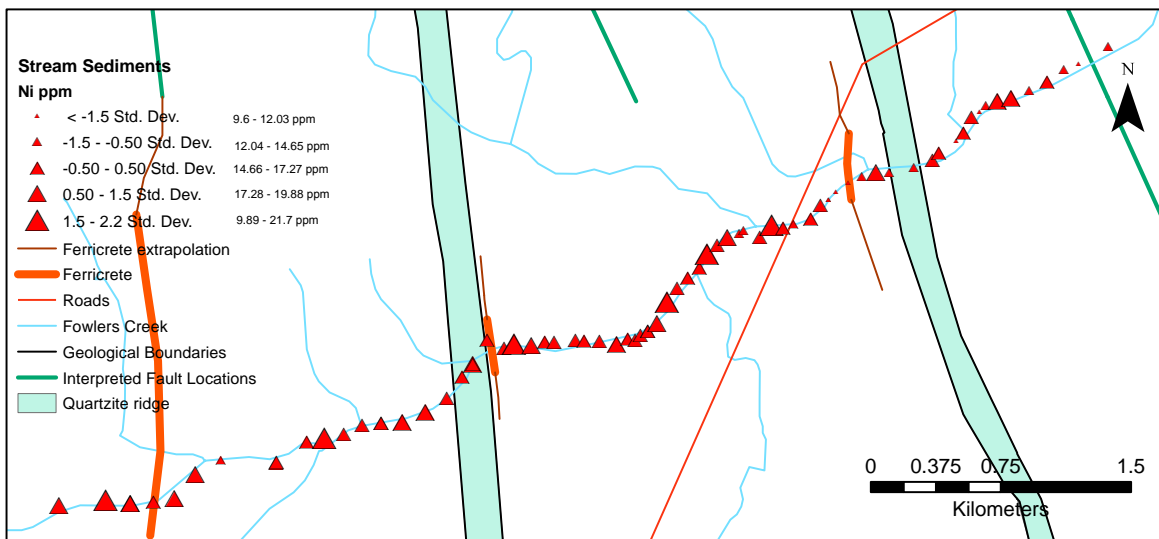 Stream Sediments
Ni ppm
< -1.5 Std. Dev. 9.6 - 12.03 ppm
-1.5 - -0.50 Std. Dev. 12.04 - 14.65 ppm
-0.50 - 0.50 Std. Dev. 14.66 - 17.27 ppm
0.50 - 1.5 Std. Dev. 17.28 - 19.88 ppm
1.5 - 2.2 Std. Dev. 9.89 - 21.7 ppm
Ferricrete extrapolation
Ferricrete
Roads
Fowlers Creek
Geological Boundaries
Interpreted Fault Locations
Quartzite ridge
N
0 0.375 0.75 1.5
Kilometers